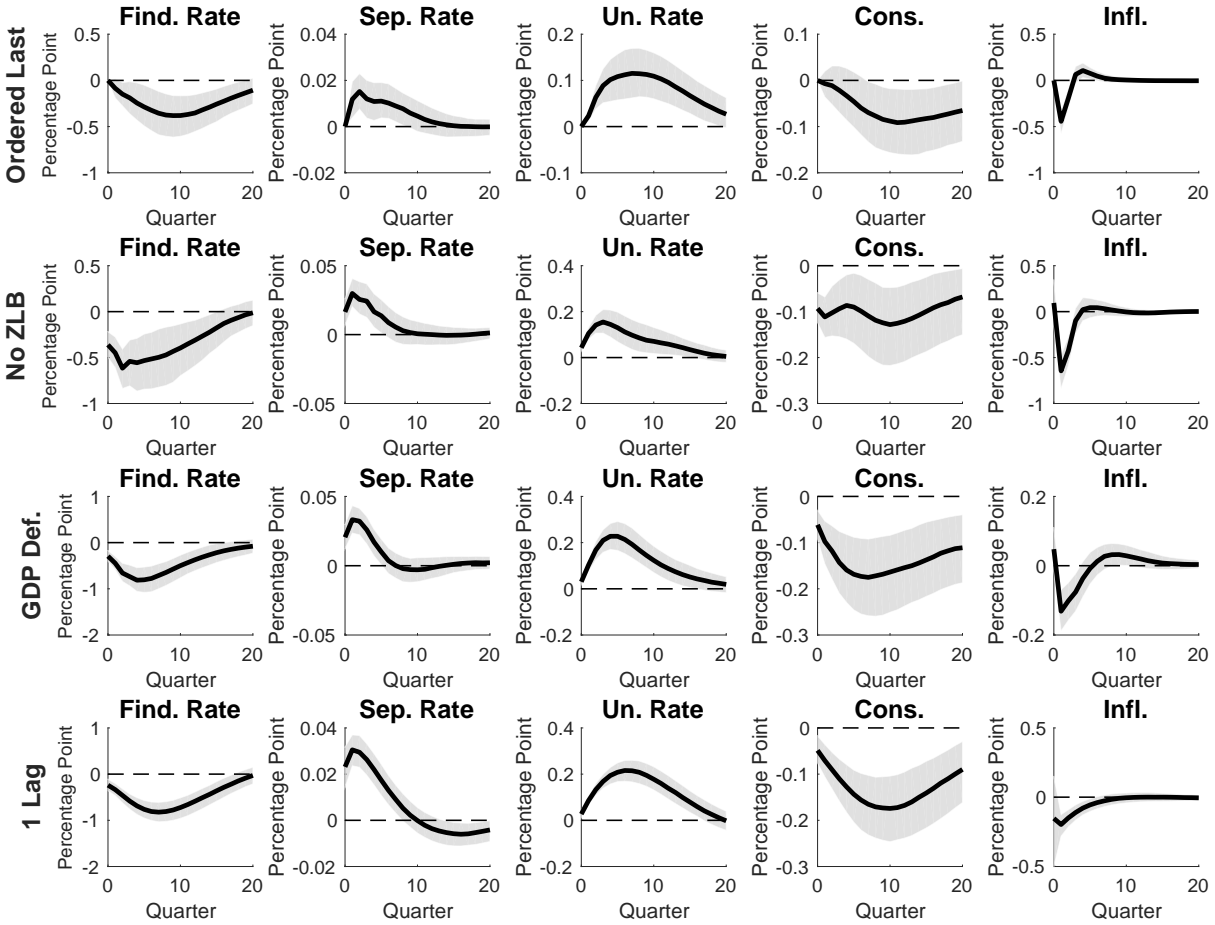 Find. Rate Sep. Rate Un. Rate Cons. Infl.
Ordered Last
Percentage Point 0.5 0 -0.5 -1 0 10 20 Quarter
Percentage Point 0.04 0.02 0 -0.02 0 10 20 Quarter
Percentage Point 0.2 0.1 0 -0.1 0 10 20 Quarter
Percentage Point 0.1 0 -0.1 -0.2 0 10 20 Quarter
Percentage Point 0.5 0 -0.5 -1 0 10 20 Quarter
Find. Rate Sep. Rate Un. Rate Cons. Infl.
No ZLB
Percentage Point 0.5 0 -0.5 -1 0 10 20 Quarter
Percentage Point 0.05 0 -0.05 0 10 20 Quarter
Percentage Point 0.4 0.2 0 -0.2 0 10 20 Quarter
Percentage Point 0 -0.1 -0.2 -0.3 0 10 20 Quarter
Percentage Point 0.5 0 -0.5 -1 0 10 20 Quarter
Find. Rate Sep. Rate Un. Rate Cons. Infl.
GDP Def.
Percentage Point 1 0 -1 -2 0 10 20 Quarter
Percentage Point 0.05 0 -0.05 0 10 20 Quarter
Percentage Point 0.4 0.2 0 -0.2 0 10 20 Quarter
Percentage Point 0 -0.1 -0.2 -0.3 0 10 20 Quarter
Percentage Point 0.2 0 -0.2 0 10 20 Quarter
Find. Rate Sep. Rate Un. Rate Cons. Infl.
1 Lag
Percentage Point 1 0 -1 -2 0 10 20 Quarter
Percentage Point 0.04 0.02 0 -0.02 0 10 20 Quarter
Percentage Point 0.4 0.2 0 -0.2 0 10 20 Quarter
Percentage Point 0 -0.1 -0.2 -0.3 0 10 20 Quarter
Percentage Point 0.5 0 -0.5 0 10 20 Quarter